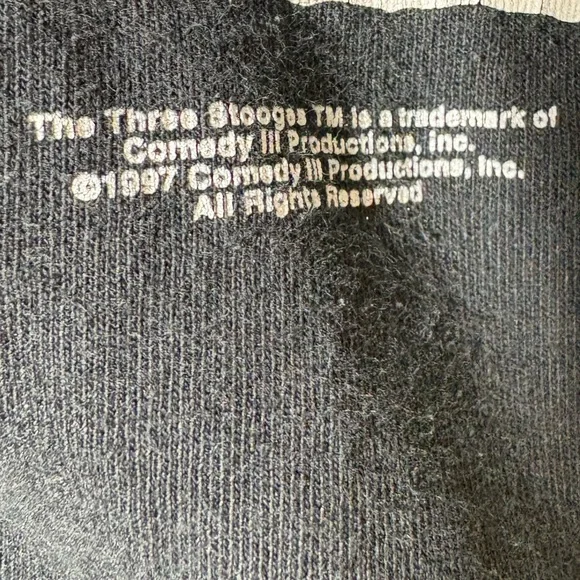 The Three Stooges TM is a trademark of
Comedy III Productions, Inc.
©1997 Comedy III Productions, Inc.
All Rights Reserved